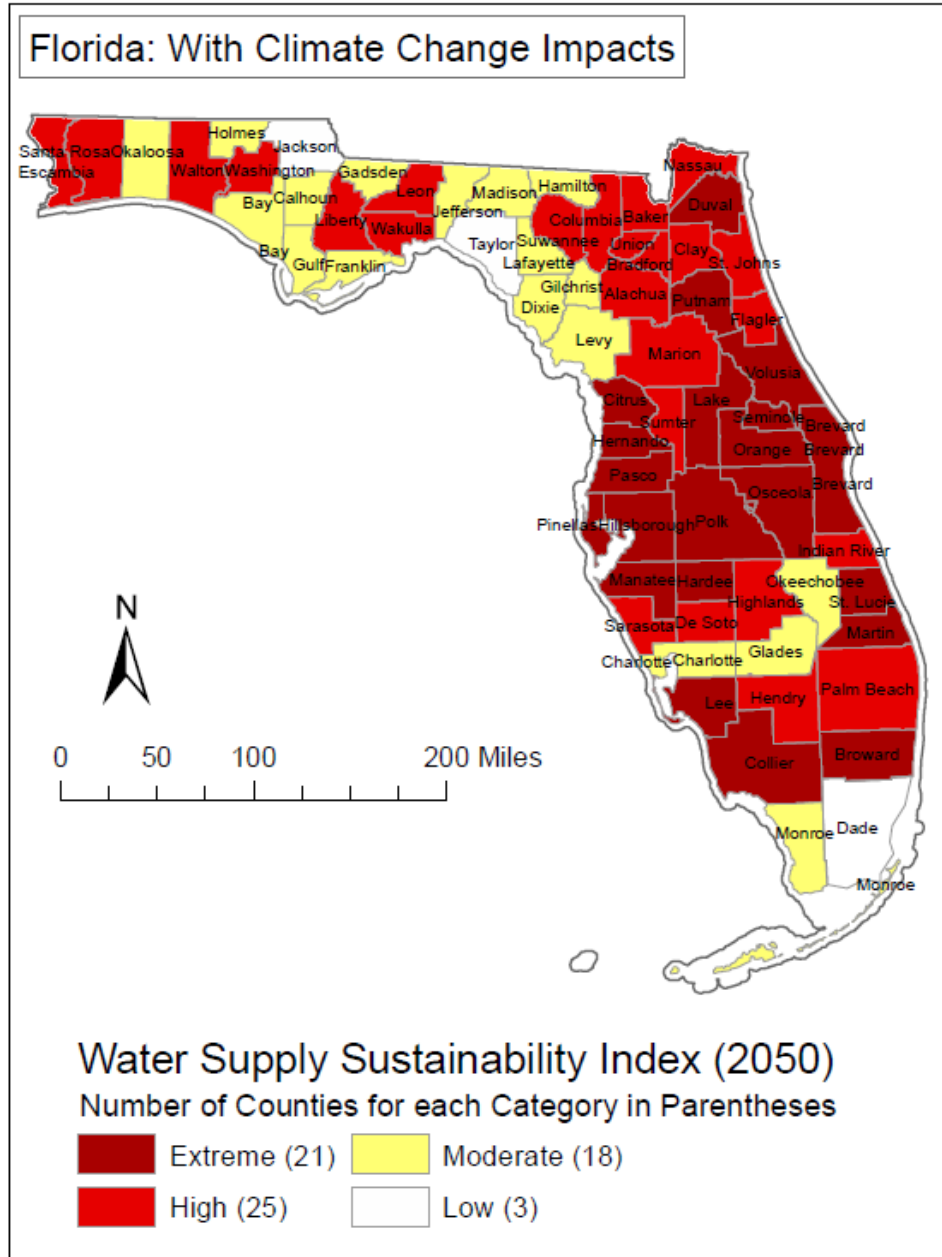 Florida: With Climate Change Impacts
Holmes
Jackson
Santa Rosa Okaloosa
Escambia
Walton Washington
Nassau
Gadsden
Leon
Madison
Hamilton
Duval
Bay
Calhoun
Liberty
Jefferson
Columbia
Baker
Wakulla
Taylor
Suwannee
Union
Clay
St. Johns
Bay
Gulf
Franklin
Lafayette
Bradford
Gilchrist
Alachua
Putnam
Dixie
Flagler
Levy
Marion
Volusia
Citrus
Lake
Sumter
Seminole
Brevard
Hernando
Orange
Brevard
Pasco
Osceola
Brevard
Pinellas
Hillsborough
Polk
Indian River
Manatee
Hardee
Okeechobee
Highlands
St. Lucie
Sarasota
De Soto
Martin
Charlotte
Charlotte
Glades
Lee
Hendry
Palm Beach
Collier
Broward
Monroe
Dade
Monroe
N
0 50 100 200 Miles
Water Supply Sustainability Index (2050)
Number of Counties for each Category in Parentheses
Extreme (21) Moderate (18)
High (25) Low (3)